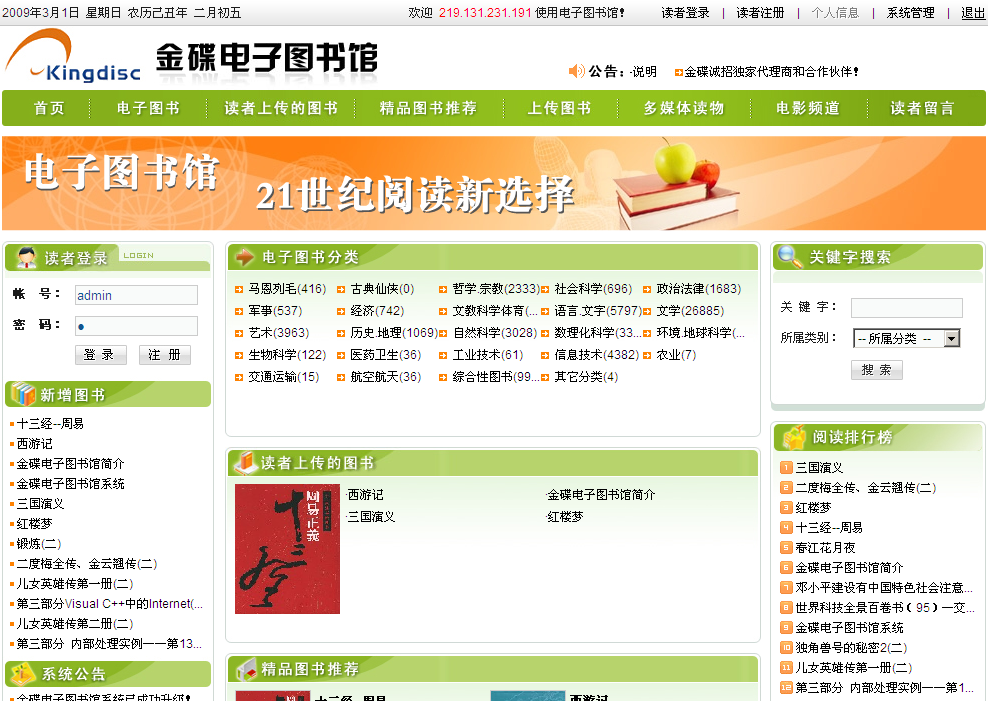 2009年3月1日 星期日 农历己丑年 二月初五
欢迎 219.131.231.191 使用电子图书馆! 读者登录 | 读者注册 | 个人信息 | 系统管理 | 退出
Kingdisc
金碟电子图书馆
公告: ·说明 金碟诚招独家代理商和合作伙伴!
首页 电子图书 读者上传的图书 精品图书推荐 上传图书 多媒体读物 电影频道 读者留言
电子图书馆
21世纪阅读新选择
读者登录 LOGIN
帐 号: admin
密 码: ●
登 录 注 册
新增图书
十三经--周易
西游记
金碟电子图书馆简介
金碟电子图书馆系统
三国演义
红楼梦
锻炼(二)
二度梅全传、金云翘传(二)
儿女英雄传第一册(二)
第三部分Visual C++中的Internet(...
儿女英雄传第二册(二)
第三部分 内部处理实例一一第13...
系统公告
金碟电子图书馆系统已成功升级!
电子图书分类
马恩列毛(416) 古典仙侠(0) 哲学.宗教(2333) 社会科学(696) 政治法律(1683)
军事(537) 经济(742) 文教科学体育(... 语言.文字(5797) 文学(26885)
艺术(3963) 历史.地理(1069) 自然科学(3028) 数理化科学(33... 环境.地球科学(...
生物科学(122) 医药卫生(36) 工业技术(61) 信息技术(4382) 农业(7)
交通运输(15) 航空航天(36) 综合性图书(99... 其它分类(4)
读者上传的图书
周易正義
十三经
·西游记 ·金碟电子图书馆简介
·三国演义 ·红楼梦
精品图书推荐
十三经--周易 西游记
关键字搜索
关 键 字:
所属类别: -- 所属分类 --
搜 索
阅读排行榜
1 三国演义
2 二度梅全传、金云翘传(二)
3 红楼梦
4 十三经--周易
5 春江花月夜
6 金碟电子图书馆简介
7 邓小平建设有中国特色社会注意...
8 世界科技全景百卷书(95)一交...
9 金碟电子图书馆系统
10 独角兽号的秘密2(二)
11 儿女英雄传第一册(二)
12 第三部分 内部处理实例一一第1...